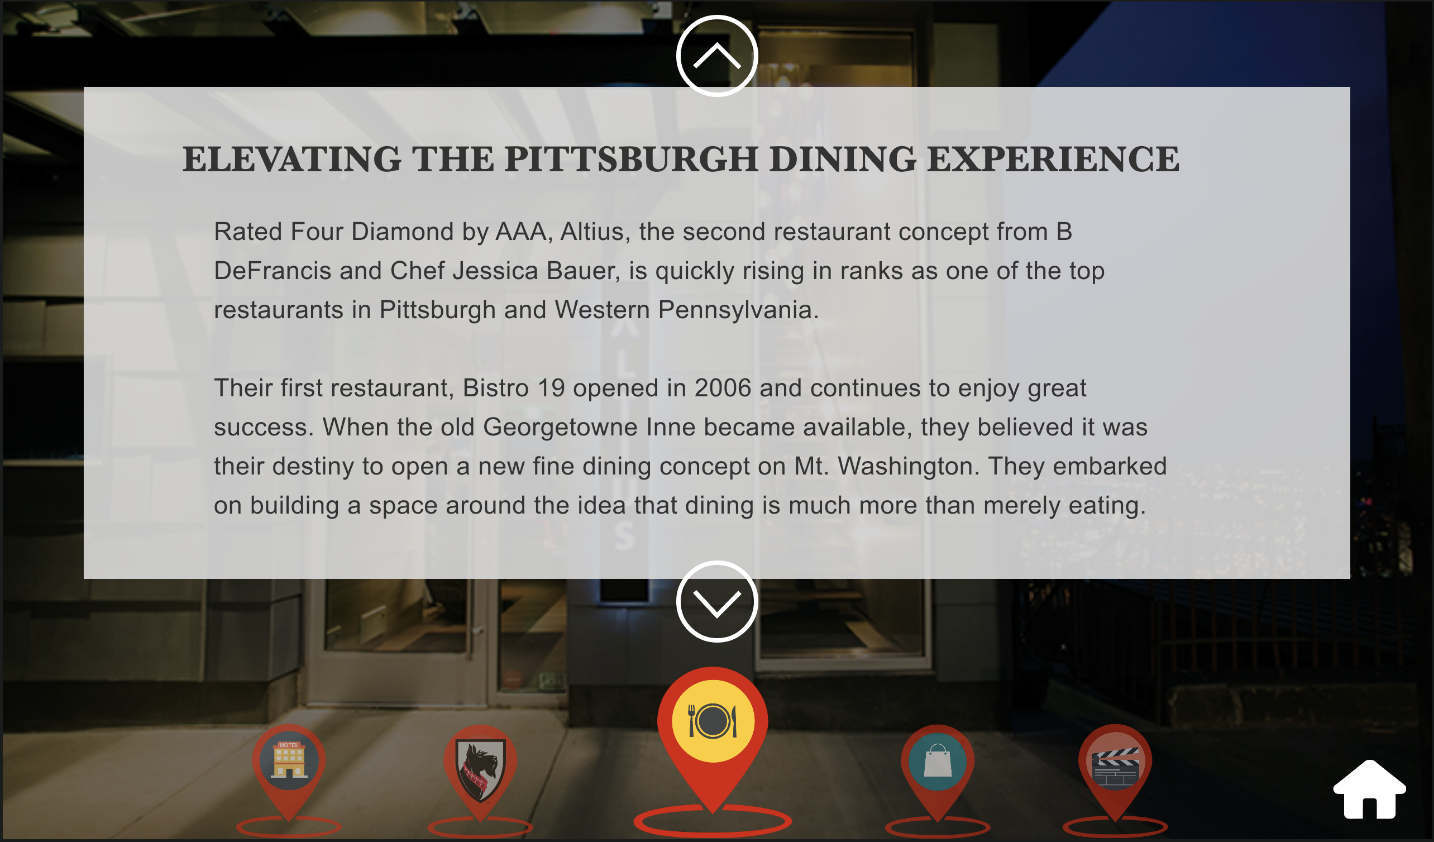 ELEVATING THE PITTSBURGH DINING EXPERIENCE
Rated Four Diamond by AAA, Altius, the second restaurant concept from B
DeFrancis and Chef Jessica Bauer, is quickly rising in ranks as one of the top
restaurants in Pittsburgh and Western Pennsylvania.
Their first restaurant, Bistro 19 opened in 2006 and continues to enjoy great
success. When the old Georgetowne Inne became available, they believed it was
their destiny to open a new fine dining concept on Mt. Washington. They embarked
on building a space around the idea that dining is much more than merely eating.
ALTIUS
HOTEL